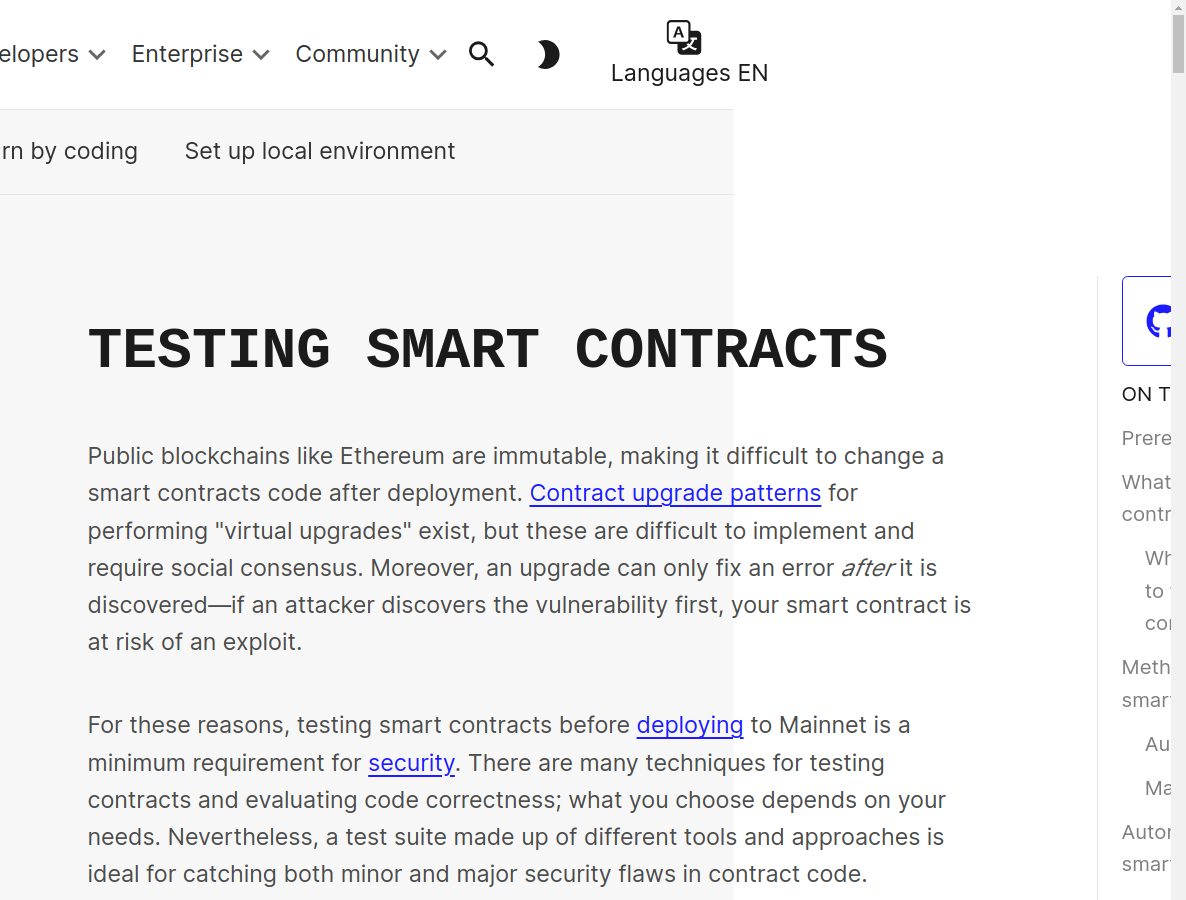 elopers Enterprise Community
Languages EN
rn by coding Set up local environment
TESTING SMART CONTRACTS
Public blockchains like Ethereum are immutable, making it difficult to change a
smart contracts code after deployment. Contract upgrade patterns for
performing "virtual upgrades" exist, but these are difficult to implement and
require social consensus. Moreover, an upgrade can only fix an error after it is
discovered—if an attacker discovers the vulnerability first, your smart contract is
at risk of an exploit.
For these reasons, testing smart contracts before deploying to Mainnet is a
minimum requirement for security. There are many techniques for testing
contracts and evaluating code correctness; what you choose depends on your
needs. Nevertheless, a test suite made up of different tools and approaches is
ideal for catching both minor and major security flaws in contract code.
ON T
Prere
What
contr
Wh
to
cor
Meth
smar
Au
Ma
Autor
smar